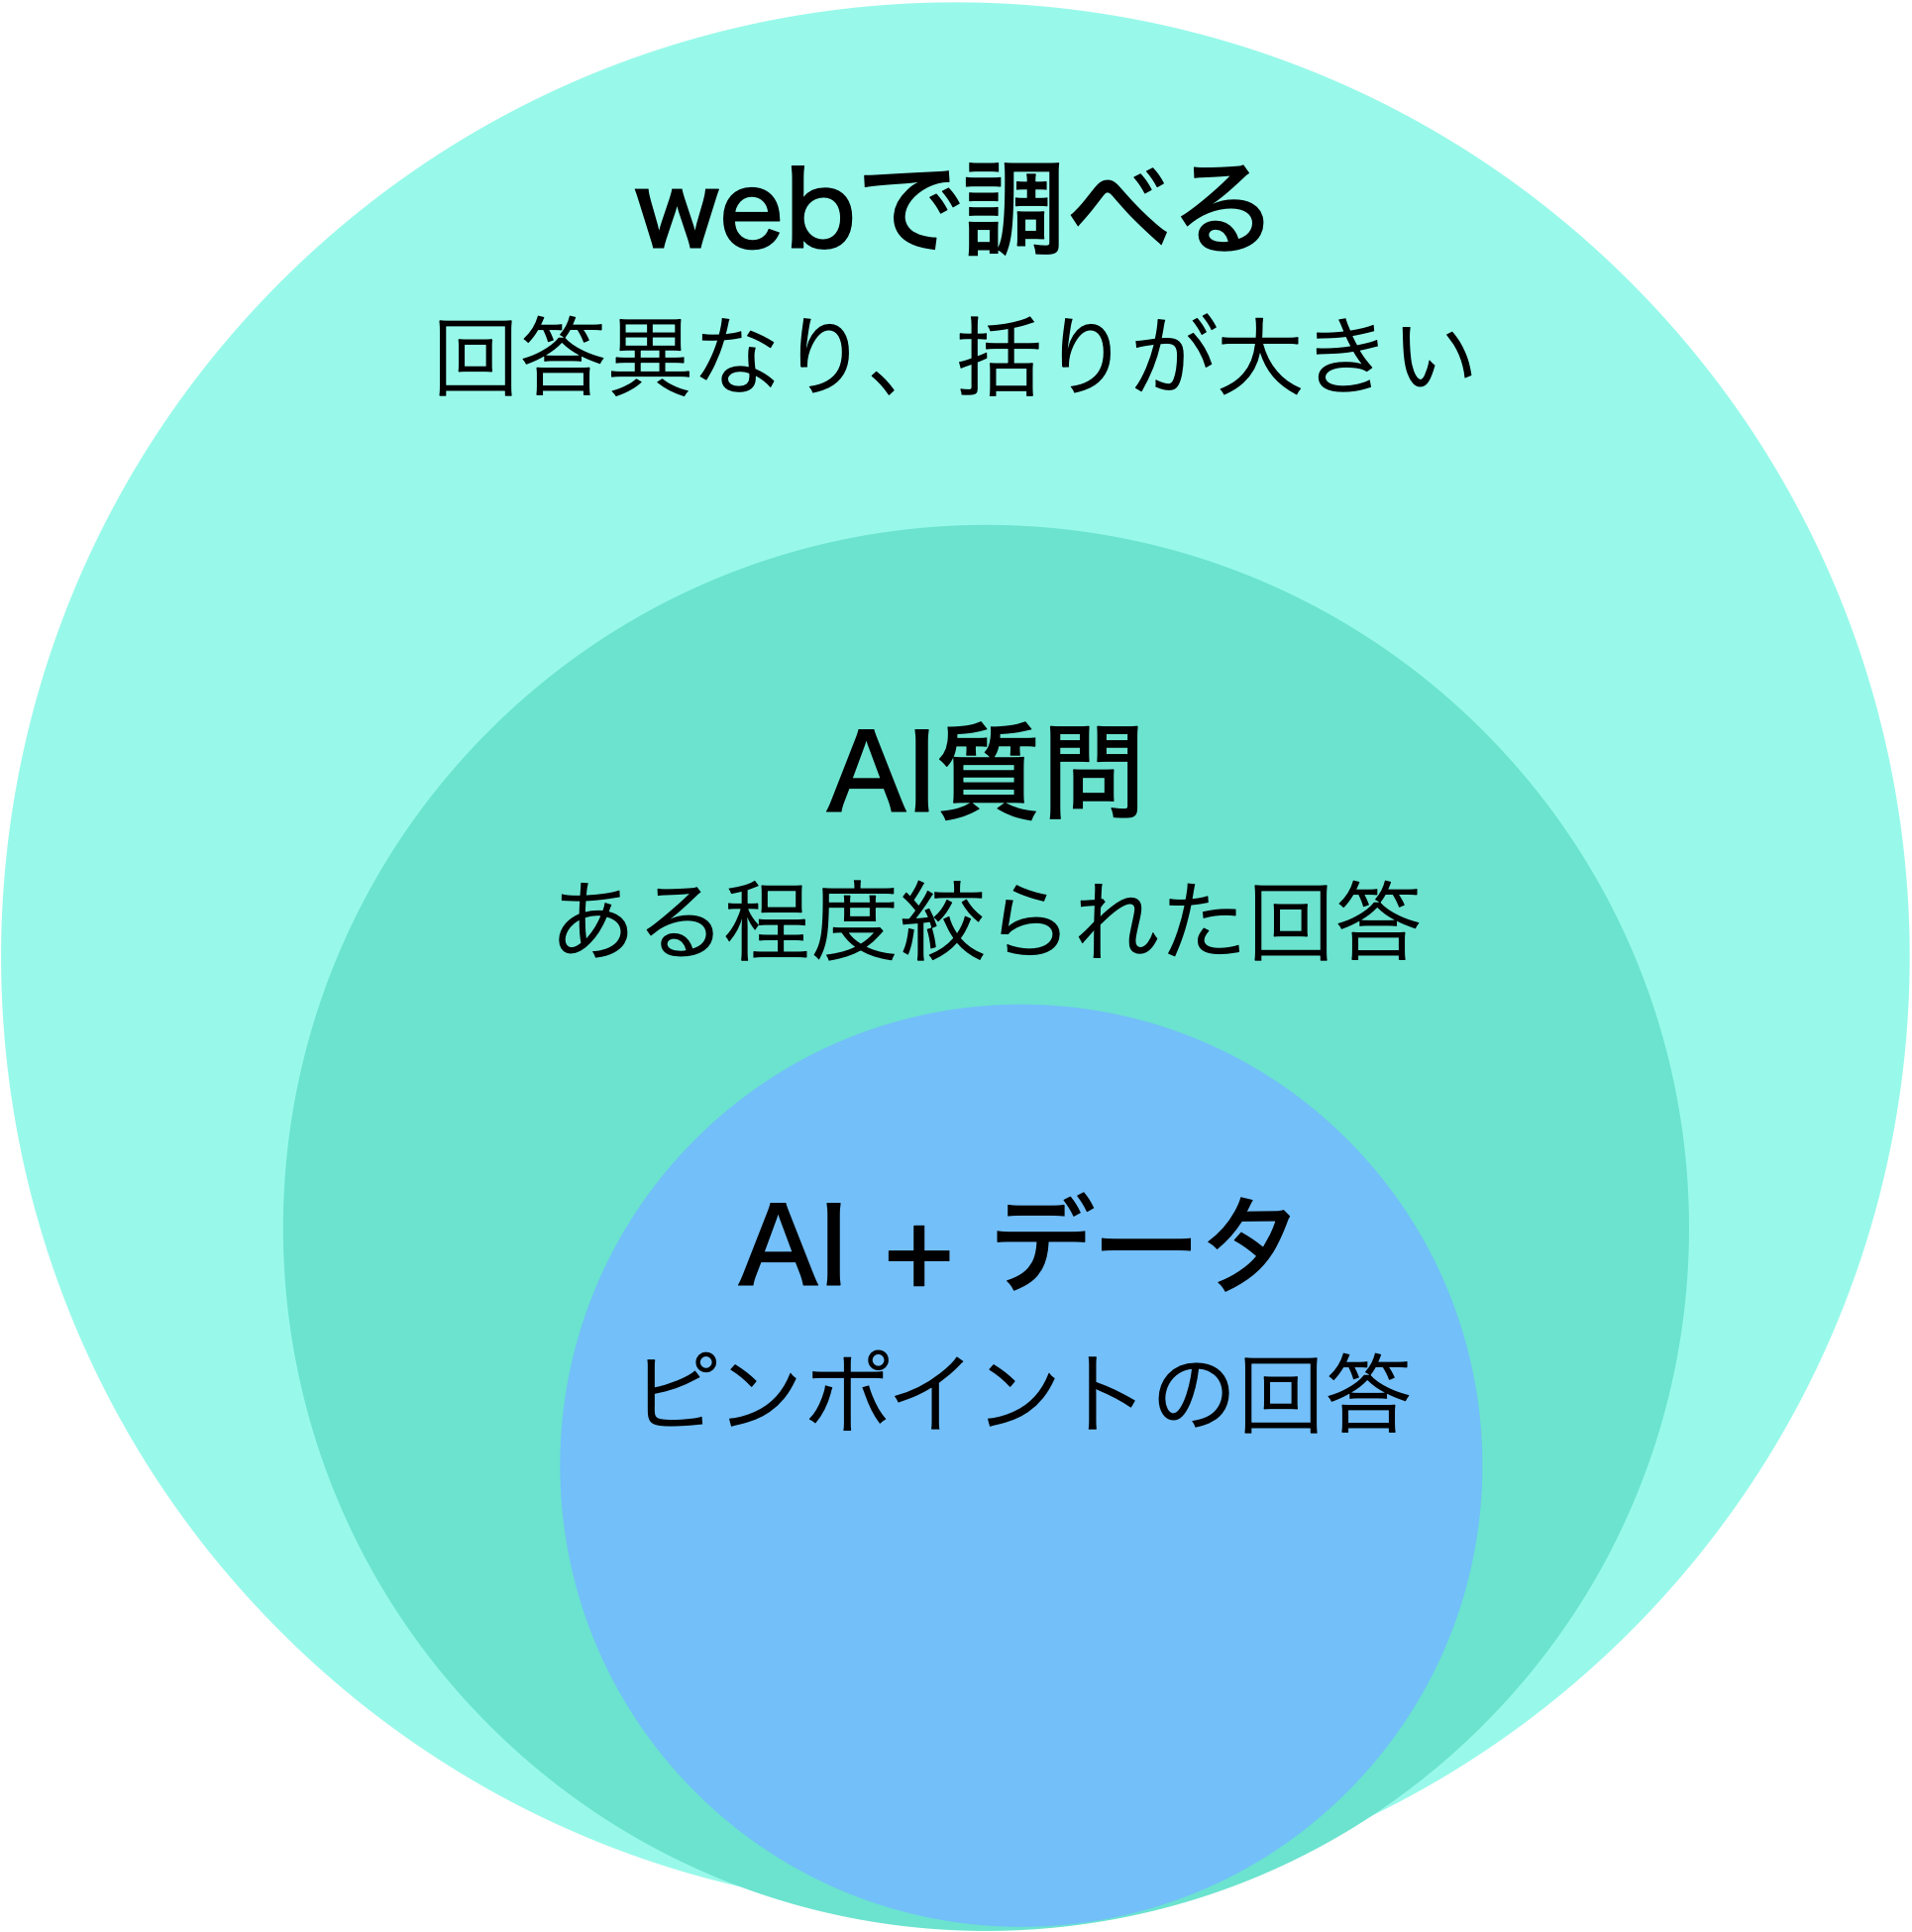 webで調べる
回答異なり、括りが大きい
AI質問
ある程度絞られた回答
AI + データ
ピンポイントの回答